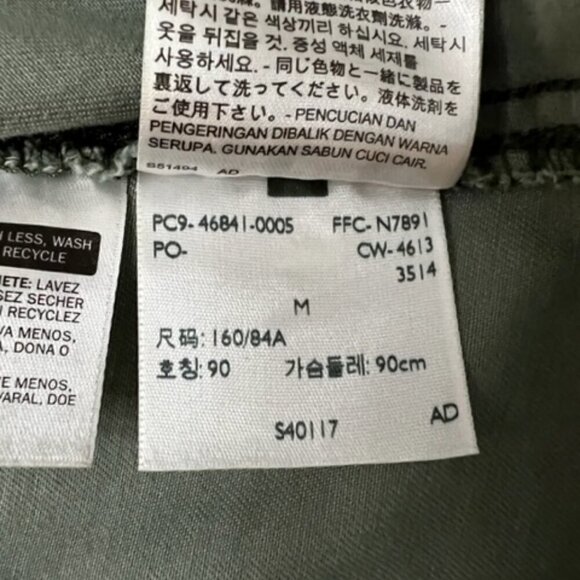 세탁시 같은 색상끼리 하십시요. 세탁시
옷을 뒤집을 것. 중성 액체 세제를
사용하세요. - 同じ色物と一緒に製品を
裏返して洗ってください。液体洗剤を
ご使用下さい。 - PENCUCIAN DAN
PENGERINGAN DIBALIK DENGAN WARNA
SERUPA. GUNAKAN SABUN CUCI CAIR.
S51494 AD
PC9- 46841-0005 FFC- N7891
PO- CW- 4613
3514
M
尺码: 160/84A
호칭: 90 가슴둘레: 90cm
S40117 AD
LESS, WASH
RECYCLE
LAVEZ
SECHER
RECYCLEZ
MENOS,
DONA O
MENOS,
DOE